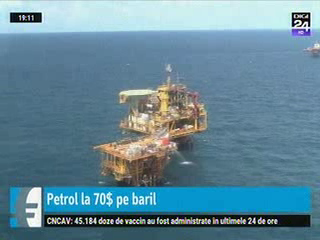 19:11
DIGI 24
HD
Petrol la 70$ pe baril
CNCAV: 45.184 doze de vaccin au fost administrate în ultimele 24 de ore